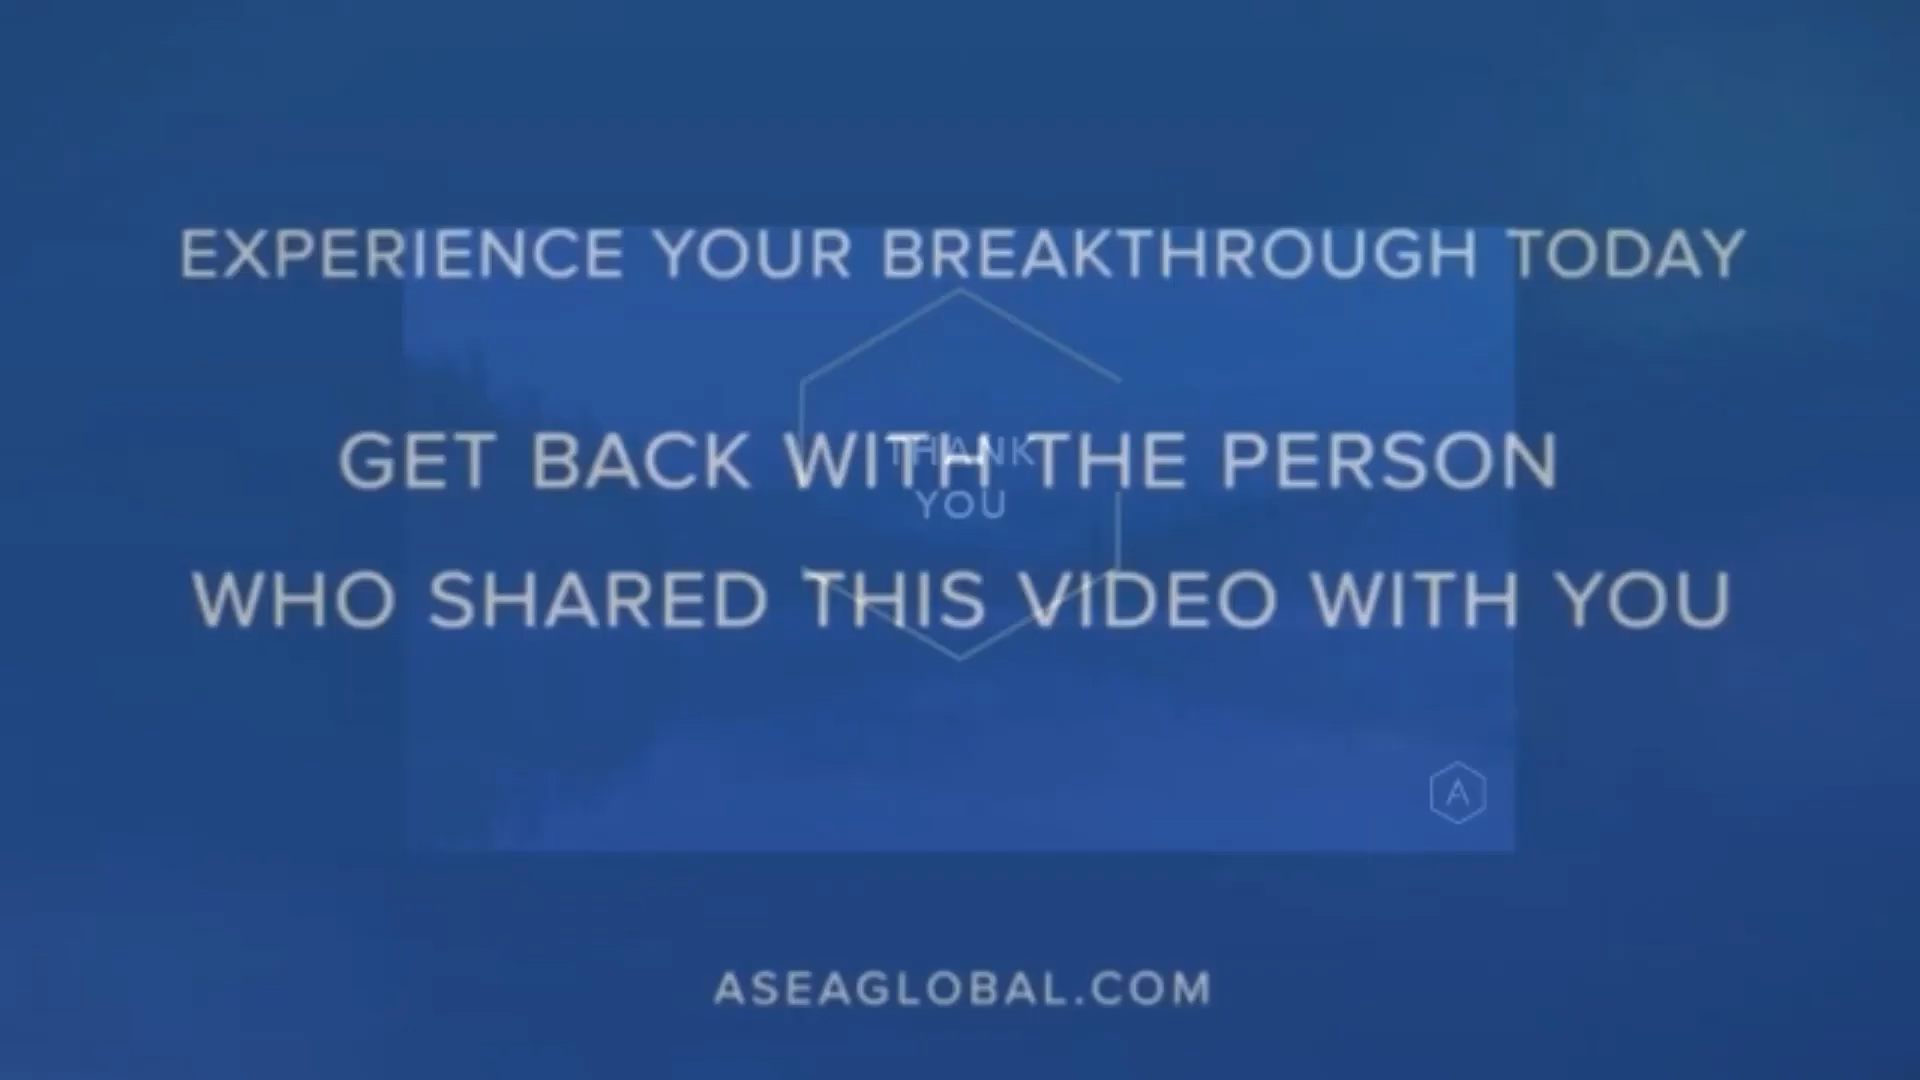 EXPERIENCE YOUR BREAKTHROUGH TODAY
GET BACK WITH THE PERSON
THANK
YOU
WHO SHARED THIS VIDEO WITH YOU
A
ASEAGLOBAL.COM